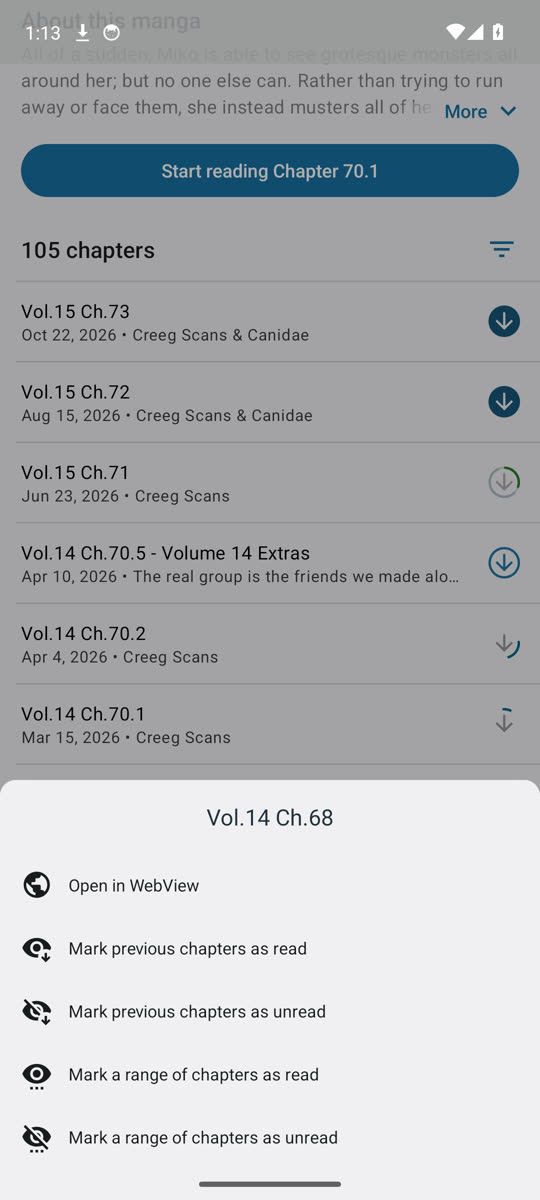 About this manga
1:13
All of a sudden, Miko is able to see grotesque monsters all
around her; but no one else can. Rather than trying to run
away or face them, she instead musters all of he
More
Start reading Chapter 70.1
105 chapters
Vol.15 Ch.73
Oct 22, 2026 • Creeg Scans & Canidae
Vol.15 Ch.72
Aug 15, 2026 • Creeg Scans & Canidae
Vol.15 Ch.71
Jun 23, 2026 • Creeg Scans
Vol.14 Ch.70.5 - Volume 14 Extras
Apr 10, 2026 • The real group is the friends we made alo…
Vol.14 Ch.70.2
Apr 4, 2026 • Creeg Scans
Vol.14 Ch.70.1
Mar 15, 2026 • Creeg Scans
Vol.14 Ch.68
Open in WebView
Mark previous chapters as read
Mark previous chapters as unread
Mark a range of chapters as read
Mark a range of chapters as unread